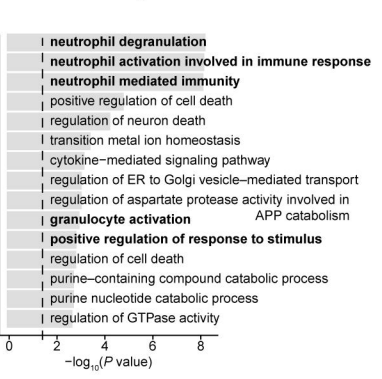 neutrophil degranulation
neutrophil activation involved in immune response
neutrophil mediated immunity
positive regulation of cell death
regulation of neuron death
transition metal ion homeostasis
cytokine−mediated signaling pathway
regulation of ER to Golgi vesicle−mediated transport
regulation of aspartate protease activity involved in
APP catabolism
granulocyte activation
positive regulation of response to stimulus
regulation of cell death
purine−containing compound catabolic process
purine nucleotide catabolic process
regulation of GTPase activity
0 2 4 6 8
−log10(P value)